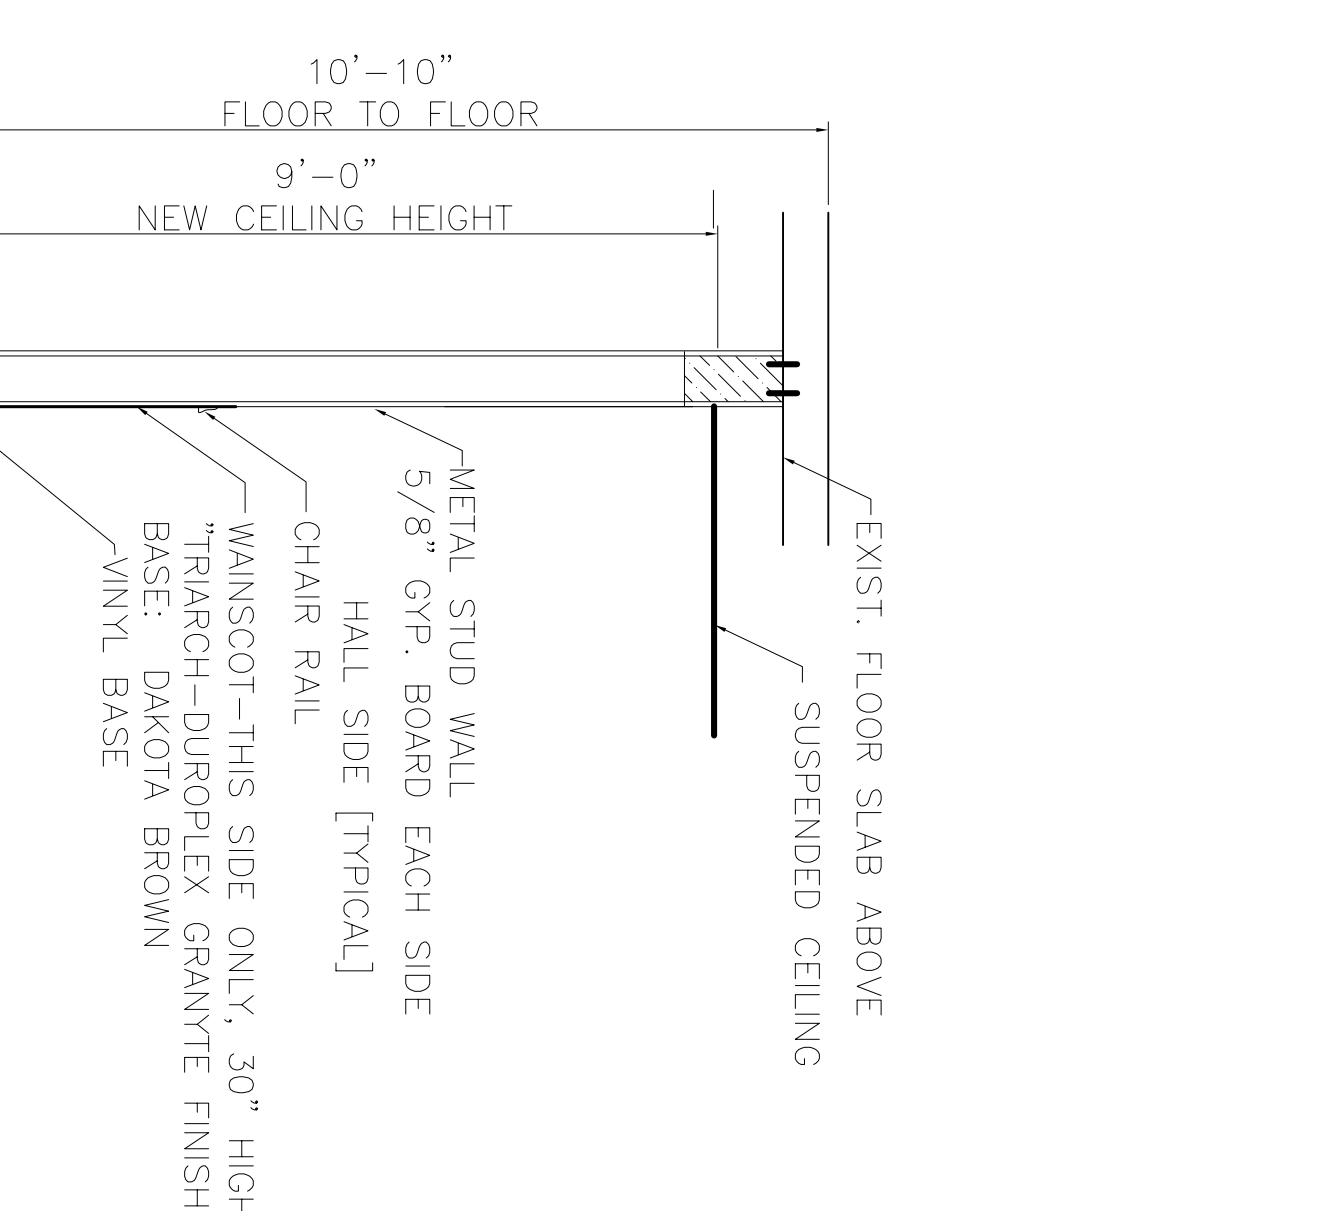 10'-10"
FLOOR TO FLOOR
9'-0"
NEW CEILING HEIGHT
EXIST. FLOOR SLAB ABOVE
SUSPENDED CEILING
METAL STUD WALL
5/8" GYP. BOARD EACH SIDE
HALL SIDE [TYPICAL]
CHAIR RAIL
WAINSCOT-THIS SIDE ONLY, 30" HIGH
"TRIARCH-DUROPLEX GRANYTE FINISH
BASE: DAKOTA BROWN
VINYL BASE